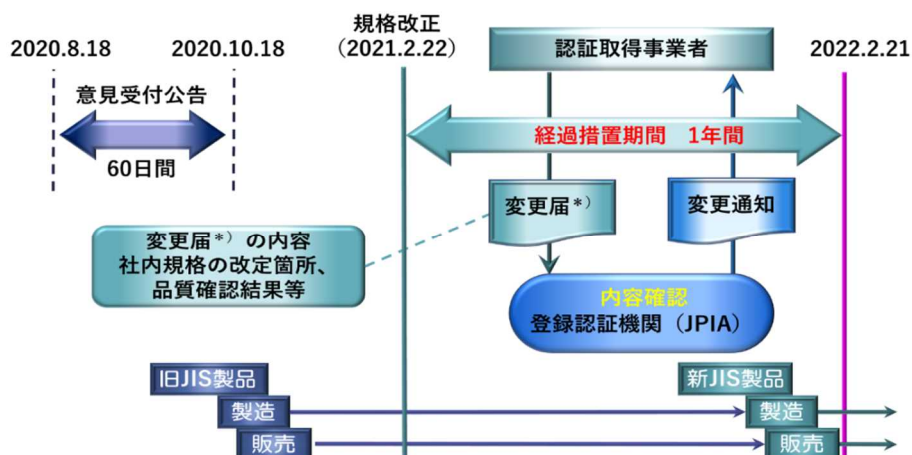 2020.8.18
2020.10.18
規格改正
(2021.2.22)
認証取得事業者
2022.2.21
意見受付公告
60日間
経過措置期間　1年間
変更届*)
変更通知
変更届*) の内容
社内規格の改定箇所、
品質確認結果等
内容確認
登録認証機関（JPIA）
旧JIS製品
製造
販売
新JIS製品
製造
販売